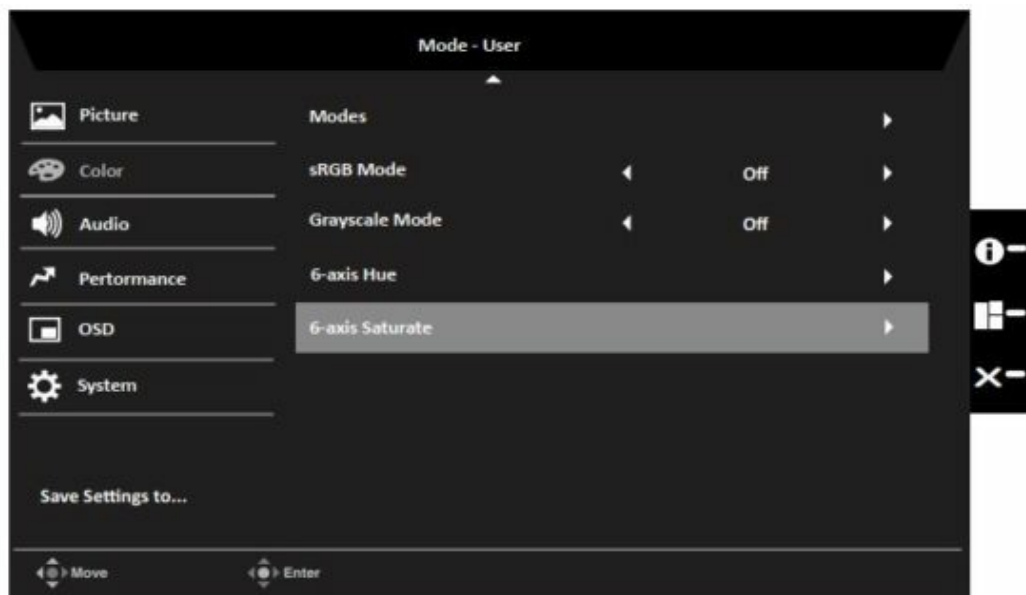 Mode - User
Picture
Modes
Color
sRGB Mode Off
Audio
Grayscale Mode Off
Pertormance
6-axis Hue
OSD
6-axis Saturate
System
Save Settings to...
Move Enter